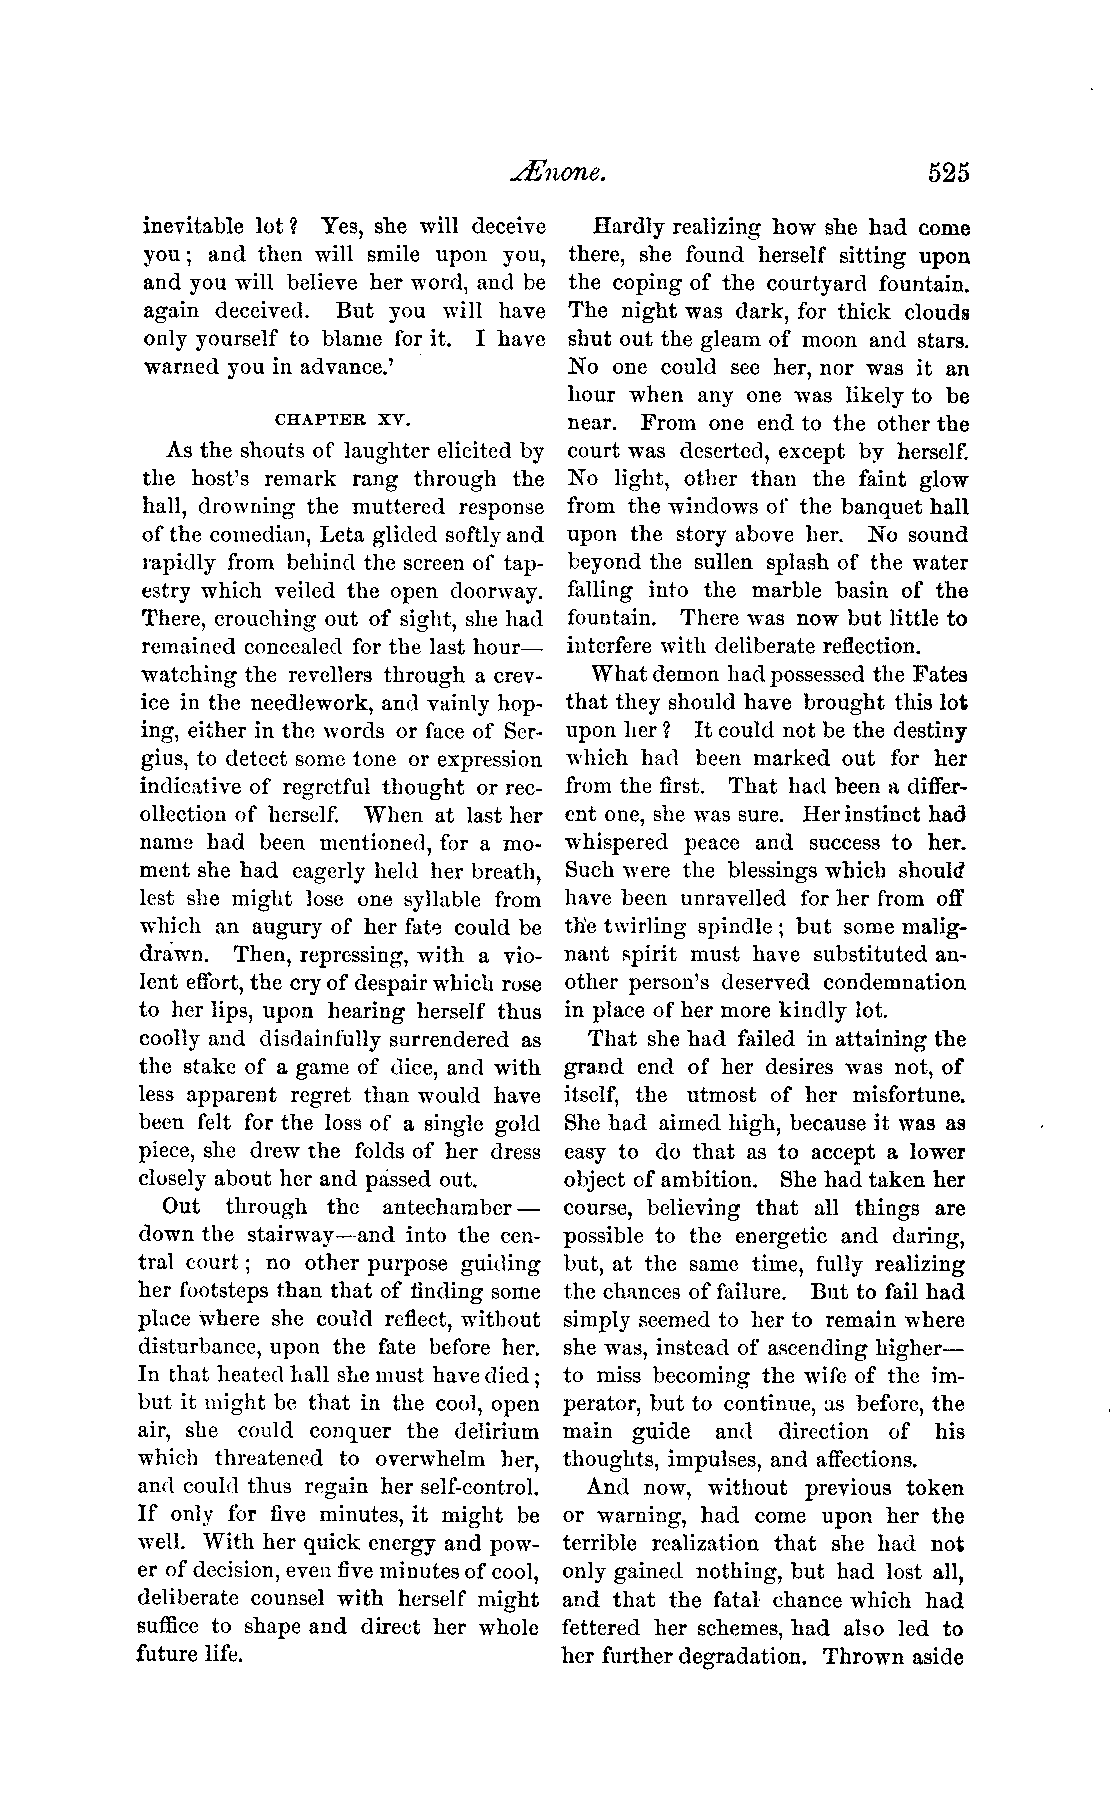 Ænone. 525
inevitable lot? Yes, she will deceive
you; and then will smile upon you,
and you will believe her word, and be
again deceived. But you will have
only yourself to blame for it. I have
warned you in advance.'
CHAPTER XV.
As the shouts of laughter elicited by
the host's remark rang through the
hall, drowning the muttered response
of the comedian, Leta glided softly and
rapidly from behind the screen of tap-
estry which veiled the open doorway.
There, crouching out of sight, she had
remained concealed for the last hour—
watching the revellers through a crev-
ice in the needlework, and vainly hop-
ing, either in the words or face of Ser-
gius, to detect some tone or expression
indicative of regretful thought or rec-
ollection of herself. When at last her
name had been mentioned, for a mo-
ment she had eagerly held her breath,
lest she might lose one syllable from
which an augury of her fate could be
drawn. Then, repressing, with a vio-
lent effort, the cry of despair which rose
to her lips, upon hearing herself thus
coolly and disdainfully surrendered as
the stake of a game of dice, and with
less apparent regret than would have
been felt for the loss of a single gold
piece, she drew the folds of her dress
closely about her and passed out.
Out through the antechamber—
down the stairway—and into the cen-
tral court; no other purpose guiding
her footsteps than that of finding some
place where she could reflect, without
disturbance, upon the fate before her.
In that heated hall she must have died;
but it might be that in the cool, open
air, she could conquer the delirium
which threatened to overwhelm her,
and could thus regain her self-control.
If only for five minutes, it might be
well. With her quick energy and pow-
er of decision, even five minutes of cool,
deliberate counsel with herself might
suffice to shape and direct her whole
future life.
Hardly realizing how she had come
there, she found herself sitting upon
the coping of the courtyard fountain.
The night was dark, for thick clouds
shut out the gleam of moon and stars.
No one could see her, nor was it an
hour when any one was likely to be
near. From one end to the other the
court was deserted, except by herself.
No light, other than the faint glow
from the windows of the banquet hall
upon the story above her. No sound
beyond the sullen splash of the water
falling into the marble basin of the
fountain. There was now but little to
interfere with deliberate reflection.
What demon had possessed the Fates
that they should have brought this lot
upon her? It could not be the destiny
which had been marked out for her
from the first. That had been a differ-
ent one, she was sure. Her instinct had
whispered peace and success to her.
Such were the blessings which should
have been unravelled for her from off
the twirling spindle; but some malig-
nant spirit must have substituted an-
other person's deserved condemnation
in place of her more kindly lot.
That she had failed in attaining the
grand end of her desires was not, of
itself, the utmost of her misfortune.
She had aimed high, because it was as
easy to do that as to accept a lower
object of ambition. She had taken her
course, believing that all things are
possible to the energetic and daring,
but, at the same time, fully realizing
the chances of failure. But to fail had
simply seemed to her to remain where
she was, instead of ascending higher—
to miss becoming the wife of the im-
perator, but to continue, as before, the
main guide and direction of his
thoughts, impulses, and affections.
And now, without previous token
or warning, had come upon her the
terrible realization that she had not
only gained nothing, but had lost all,
and that the fatal chance which had
fettered her schemes, had also led to
her further degradation. Thrown aside